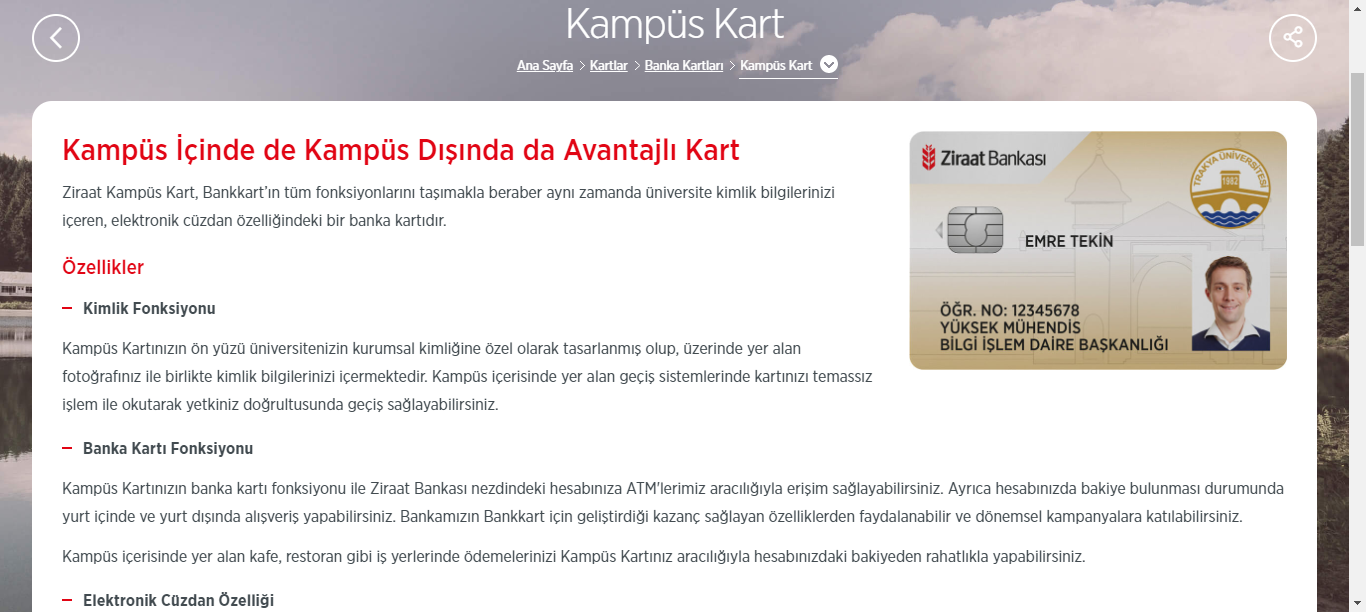 Kampüs Kart
Ana Sayfa > Kartlar > Banka Kartları > Kampüs Kart
Kampüs İçinde de Kampüs Dışında da Avantajlı Kart
Ziraat Kampüs Kart, Bankkart'ın tüm fonksiyonlarını taşımakla beraber aynı zamanda üniversite kimlik bilgilerinizi
içeren, elektronik cüzdan özelliğindeki bir banka kartıdır.
Özellikler
Kimlik Fonksiyonu
Kampüs Kartınızın ön yüzü üniversitenizin kurumsal kimliğine özel olarak tasarlanmış olup, üzerinde yer alan
fotoğrafınız ile birlikte kimlik bilgilerinizi içermektedir. Kampüs içerisinde yer alan geçiş sistemlerinde kartınızı temassız
işlem ile okutarak yetkiniz doğrultusunda geçiş sağlayabilirsiniz.
Ziraat Bankası
TRAKYA ÜNİVERSİTESİ
1982
EMRE TEKİN
ÖĞR. NO: 12345678
YÜKSEK MÜHENDİS
BİLGİ İŞLEM DAİRE BAŞKANLIĞI
Banka Kartı Fonksiyonu
Kampüs Kartınızın banka kartı fonksiyonu ile Ziraat Bankası nezdindeki hesabınıza ATM'lerimiz aracılığıyla erişim sağlayabilirsiniz. Ayrıca hesabınızda bakiye bulunması durumunda
yurt içinde ve yurt dışında alışveriş yapabilirsiniz. Bankamızın Bankkart için geliştirdiği kazanç sağlayan özelliklerden faydalanabilir ve dönemsel kampanyalara katılabilirsiniz.
Kampüs içerisinde yer alan kafe, restoran gibi iş yerlerinde ödemelerinizi Kampüs Kartınız aracılığıyla hesabınızdaki bakiyeden rahatlıkla yapabilirsiniz.
Elektronik Cüzdan Özelliği